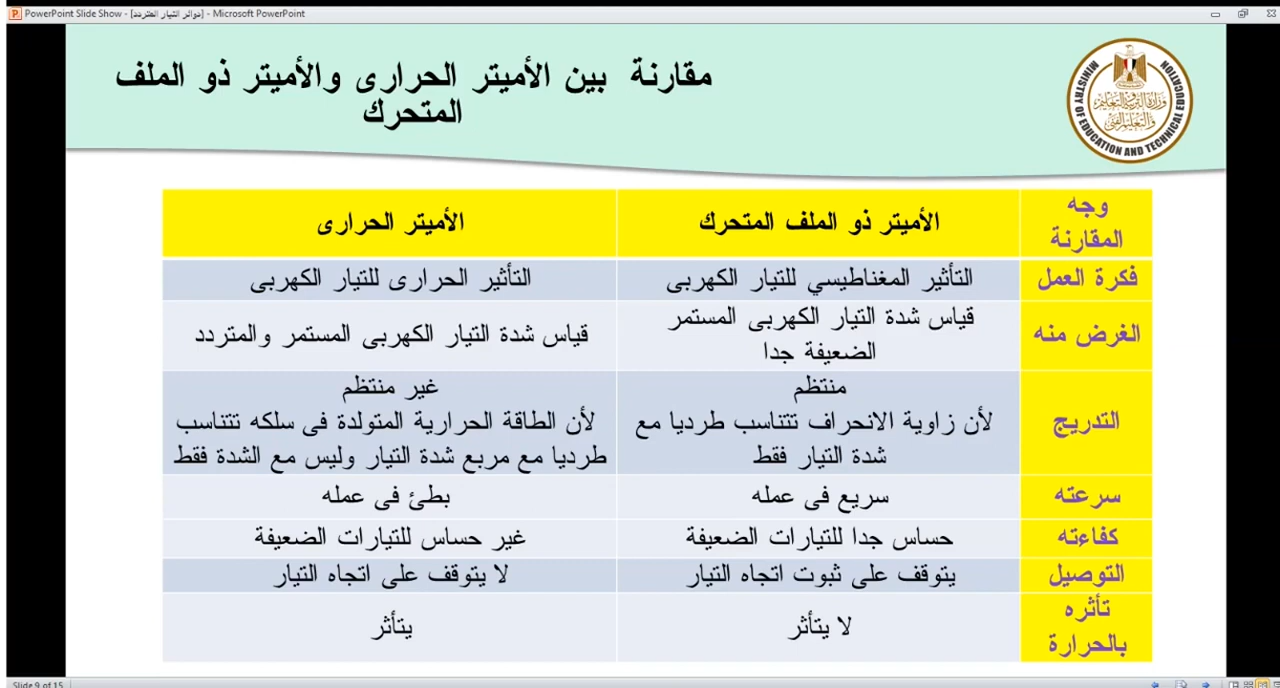 PowerPoint Slide Show - [دوائر التيار المتردد] - Microsoft PowerPoint
مقارنة بين الأميتر الحرارى والأميتر ذو الملف
المتحرك
وزارة التربية والتعليم
والتعليم الفنى
MINISTRY OF EDUCATION AND TECHNICAL EDUCATION
وجه
المقارنة
الأميتر ذو الملف المتحرك
الأميتر الحرارى
فكرة العمل
التأثير المغناطيسي للتيار الكهربى
التأثير الحرارى للتيار الكهربى
الغرض منه
قياس شدة التيار الكهربى المستمر
الضعيفة جدا
قياس شدة التيار الكهربى المستمر والمتردد
التدريج
منتظم
لأن زاوية الانحراف تتناسب طرديا مع
شدة التيار فقط
غير منتظم
لأن الطاقة الحرارية المتولدة فى سلكه تتناسب
طرديا مع مربع شدة التيار وليس مع الشدة فقط
سرعته
سريع فى عمله
بطئ فى عمله
كفاءته
حساس جدا للتيارات الضعيفة
غير حساس للتيارات الضعيفة
التوصيل
يتوقف على ثبوت اتجاه التيار
لا يتوقف على اتجاه التيار
تأثره
بالحرارة
لا يتأثر
يتأثر
Slide 9 of 15